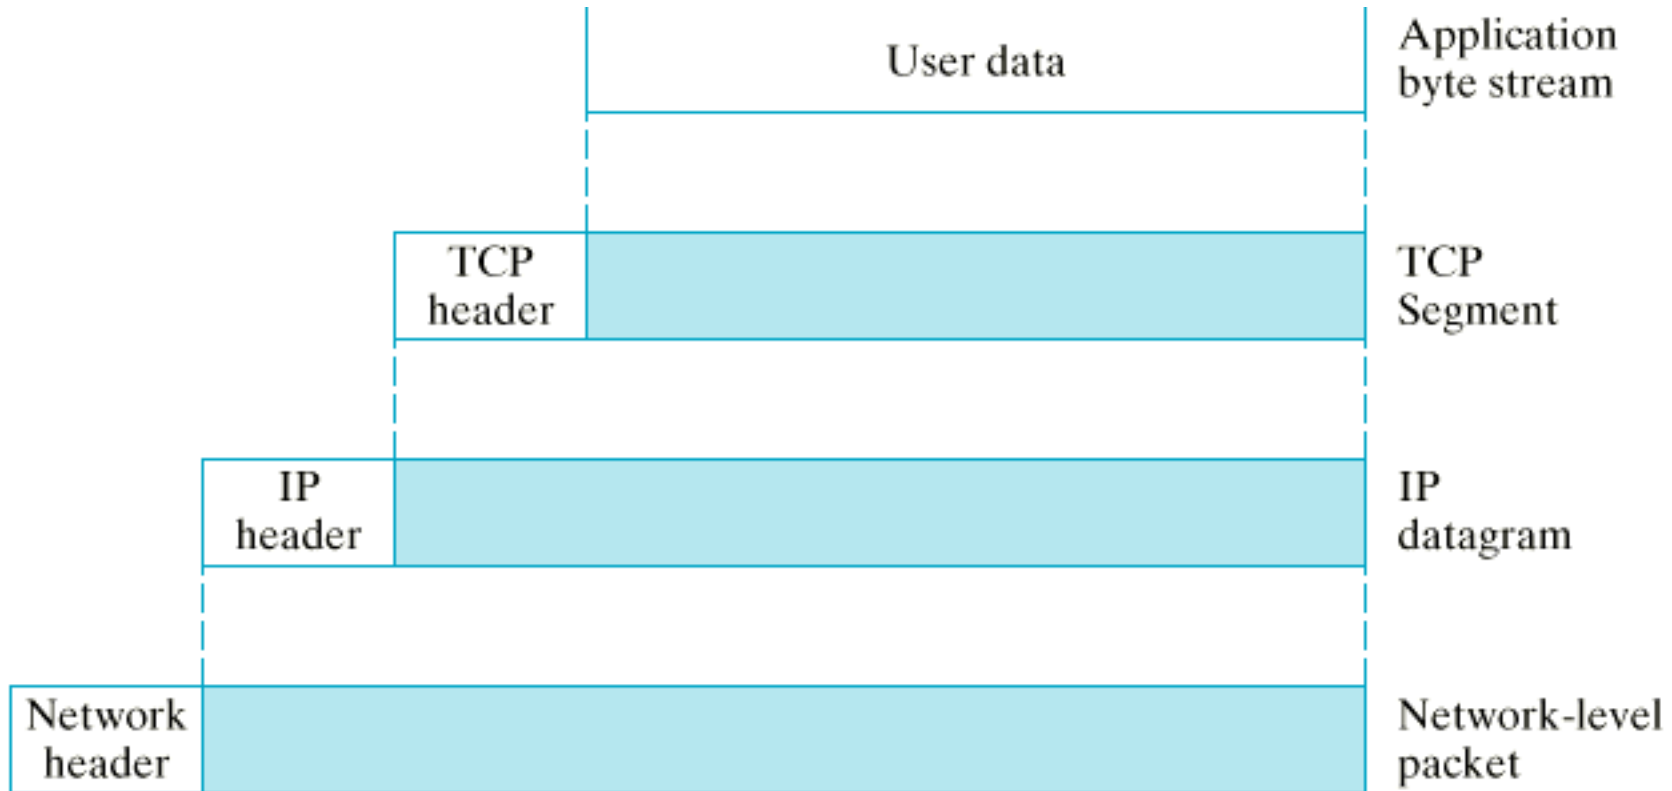 User data
Application
byte stream
TCP
header
TCP
Segment
IP
header
IP
datagram
Network
header
Network-level
packet